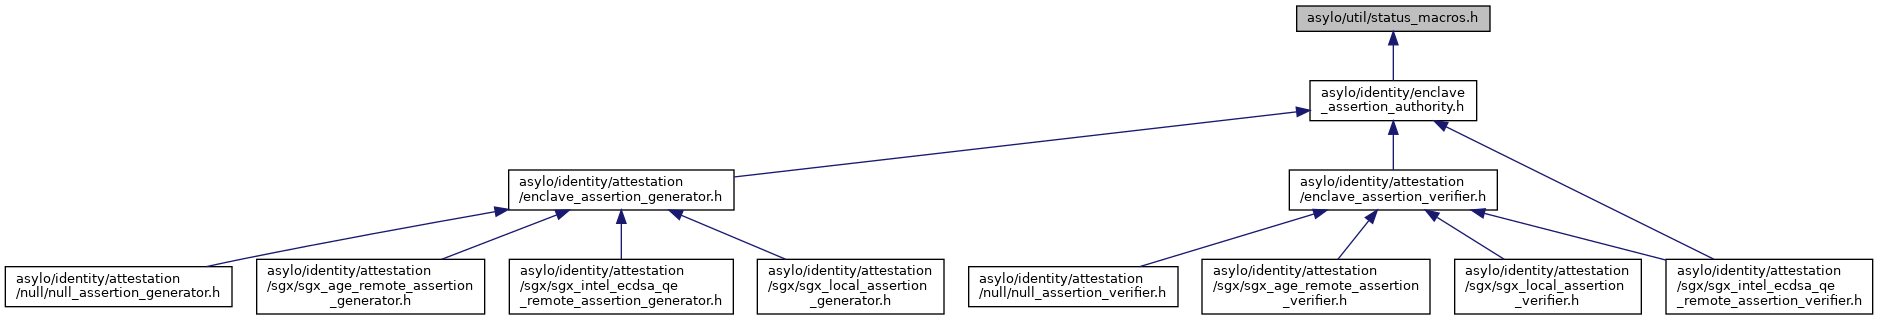 asylo/util/status_macros.h
asylo/identity/enclave
_assertion_authority.h
asylo/identity/attestation
/enclave_assertion_generator.h
asylo/identity/attestation
/enclave_assertion_verifier.h
asylo/identity/attestation
/null/null_assertion_generator.h
asylo/identity/attestation
/sgx/sgx_age_remote_assertion
_generator.h
asylo/identity/attestation
/sgx/sgx_intel_ecdsa_qe
_remote_assertion_generator.h
asylo/identity/attestation
/sgx/sgx_local_assertion
_generator.h
asylo/identity/attestation
/null/null_assertion_verifier.h
asylo/identity/attestation
/sgx/sgx_age_remote_assertion
_verifier.h
asylo/identity/attestation
/sgx/sgx_local_assertion
_verifier.h
asylo/identity/attestation
/sgx/sgx_intel_ecdsa_qe
_remote_assertion_verifier.h